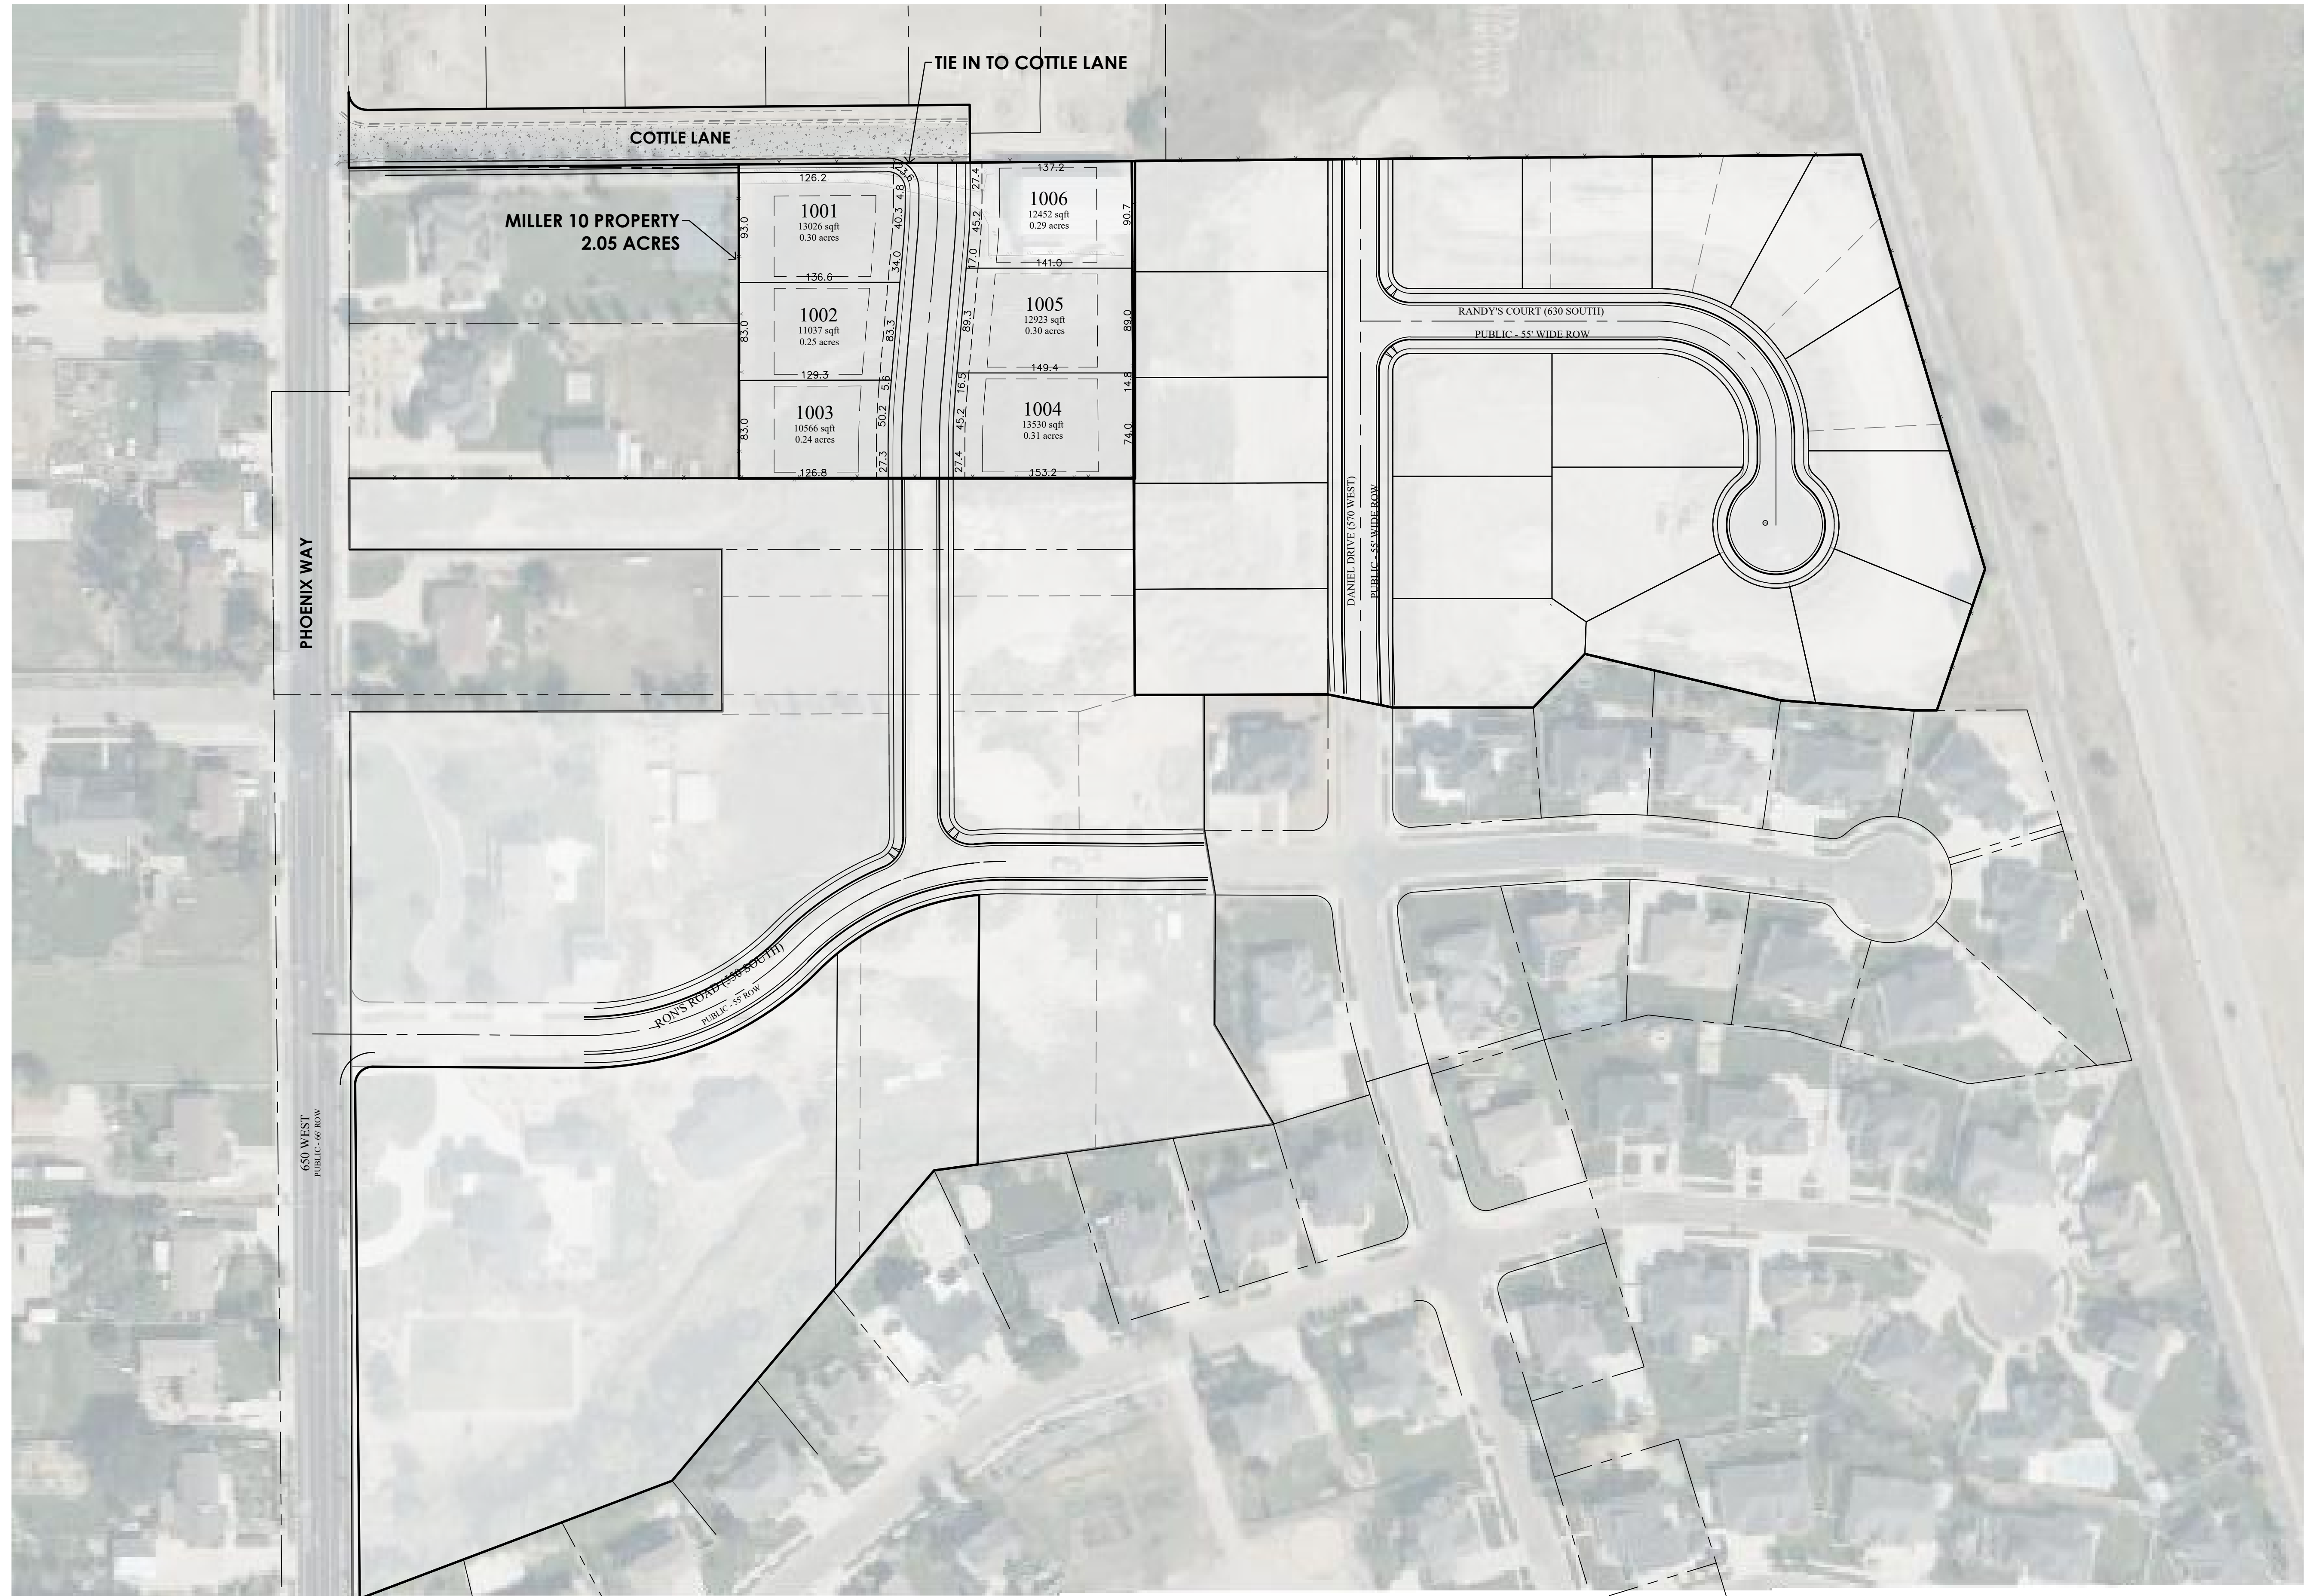 TIE IN TO COTTLE LANE
COTTLE LANE
MILLER 10 PROPERTY
2.05 ACRES
126.2
23.6
4.8
40.3
34.0
93.0
1001
13026 sqft
0.30 acres
136.6
83.0
1002
11037 sqft
0.25 acres
83.3
129.3
5.6
83.0
1003
10566 sqft
0.24 acres
50.2
27.3
126.8
137.2
27.4
45.2
17.0
1006
12452 sqft
0.29 acres
90.7
141.0
89.3
1005
12923 sqft
0.30 acres
89.0
149.4
16.5
14.8
45.2
1004
13530 sqft
0.31 acres
74.0
27.4
153.2
RANDY'S COURT (630 SOUTH)
PUBLIC - 55' WIDE ROW
DANIEL DRIVE (570 WEST)
PUBLIC - 55' WIDE ROW
PHOENIX WAY
RON'S ROAD (550 SOUTH)
PUBLIC - 55' ROW
650 WEST
PUBLIC - 66' ROW